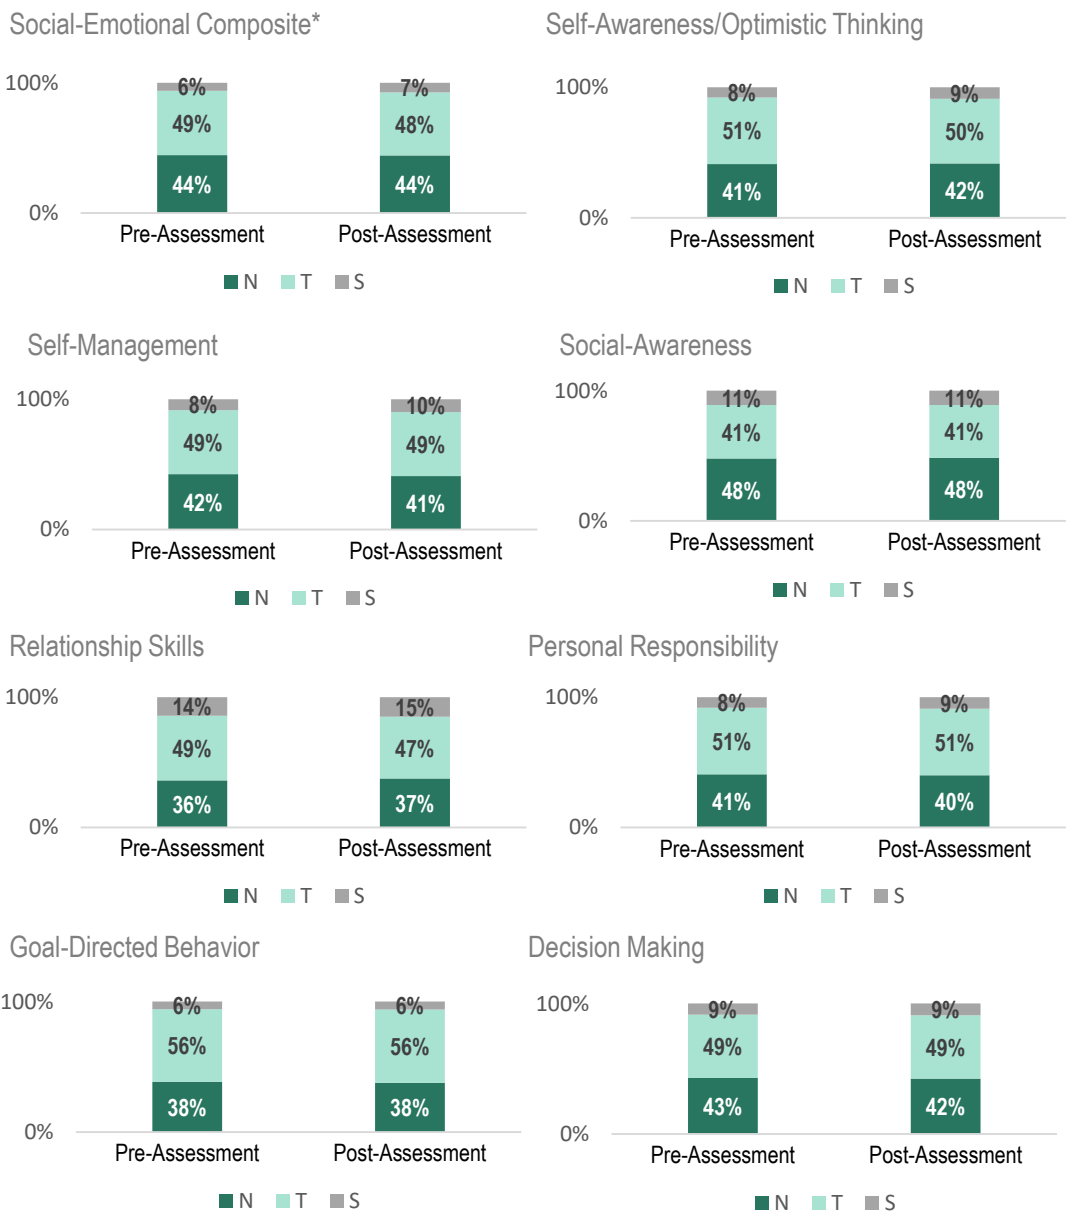 Social-Emotional Composite*
100%
6%
7%
49%
48%
44%
44%
0%
Pre-Assessment Post-Assessment
N T S
Self-Awareness/Optimistic Thinking
100%
8%
9%
51%
50%
41%
42%
0%
Pre-Assessment Post-Assessment
N T S
Self-Management
100%
8%
10%
49%
49%
42%
41%
0%
Pre-Assessment Post-Assessment
N T S
Social-Awareness
100%
11%
11%
41%
41%
48%
48%
0%
Pre-Assessment Post-Assessment
N T S
Relationship Skills
100%
14%
15%
49%
47%
36%
37%
0%
Pre-Assessment Post-Assessment
N T S
Personal Responsibility
100%
8%
9%
51%
51%
41%
40%
0%
Pre-Assessment Post-Assessment
N T S
Goal-Directed Behavior
100%
6%
6%
56%
56%
38%
38%
0%
Pre-Assessment Post-Assessment
N T S
Decision Making
100%
9%
9%
49%
49%
43%
42%
0%
Pre-Assessment Post-Assessment
N T S